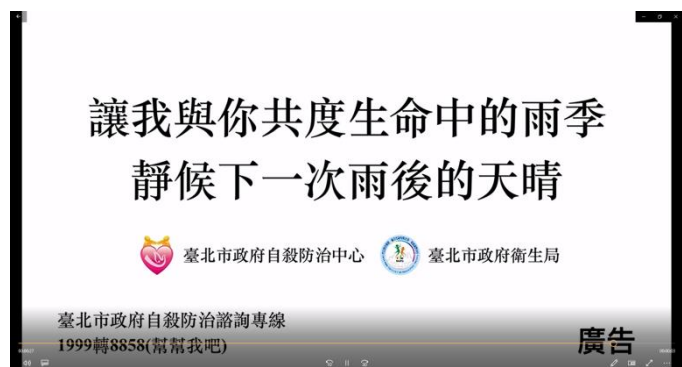 讓我與你共度生命中的雨季
靜候下一次雨後的天晴
臺北市政府自殺防治中心 臺北市政府衛生局
臺北市政府自殺防治諮詢專線
1999轉8858(幫幫我吧)
廣告